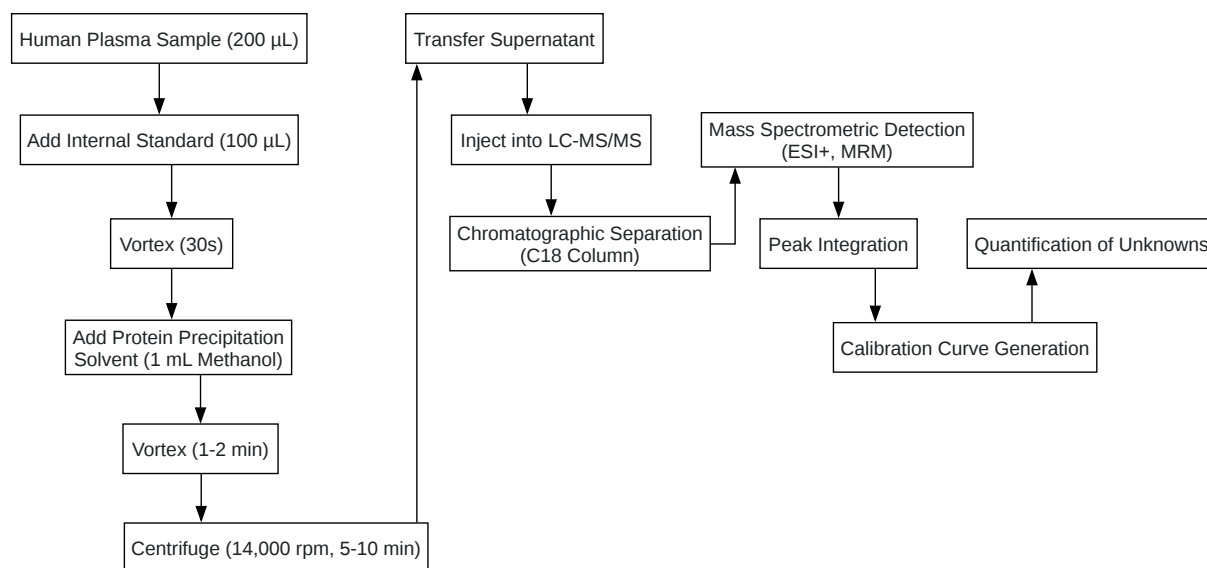 Human Plasma Sample (200 µL)
Add Internal Standard (100 µL)
Vortex (30s)
Add Protein Precipitation
Solvent (1 mL Methanol)
Vortex (1-2 min)
Centrifuge (14,000 rpm, 5-10 min)
Transfer Supernatant
Inject into LC-MS/MS
Chromatographic Separation
(C18 Column)
Mass Spectrometric Detection
(ESI+, MRM)
Peak Integration
Calibration Curve Generation
Quantification of Unknowns